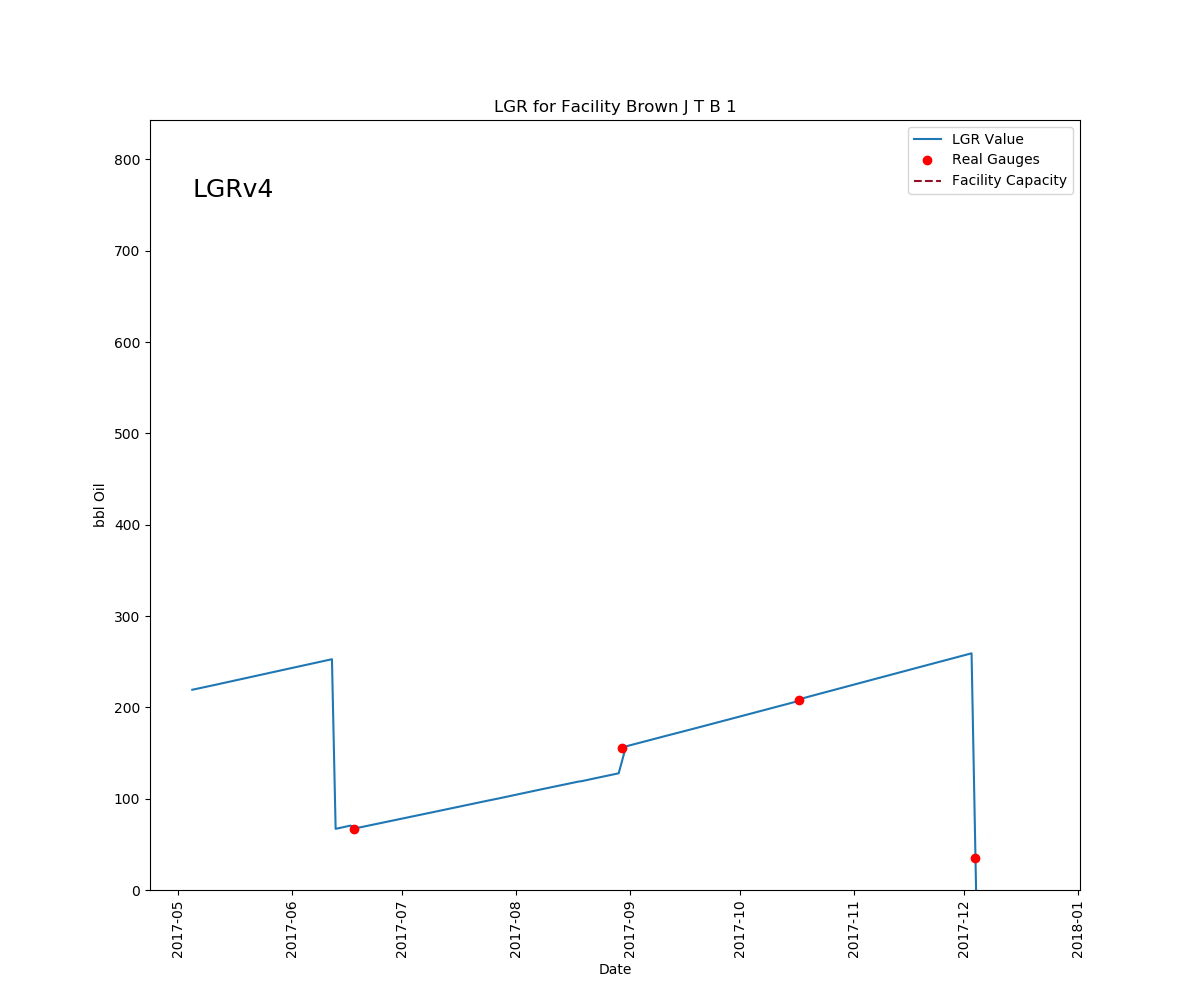 LGR for Facility Brown J T B 1
LGRv4
LGR Value
Real Gauges
Facility Capacity
800
700
600
500
400
300
200
100
0
bbl Oil
2017-05
2017-06
2017-07
2017-08
2017-09
2017-10
2017-11
2017-12
2018-01
Date